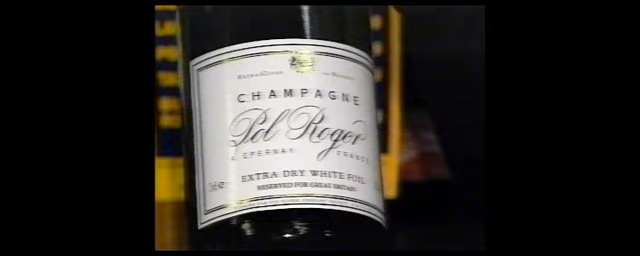 CHAMPAGNE
Pol Roger
A EPERNAY FRANCE
EXTRA DRY WHITE FOIL
RESERVED FOR GREAT BRITAIN